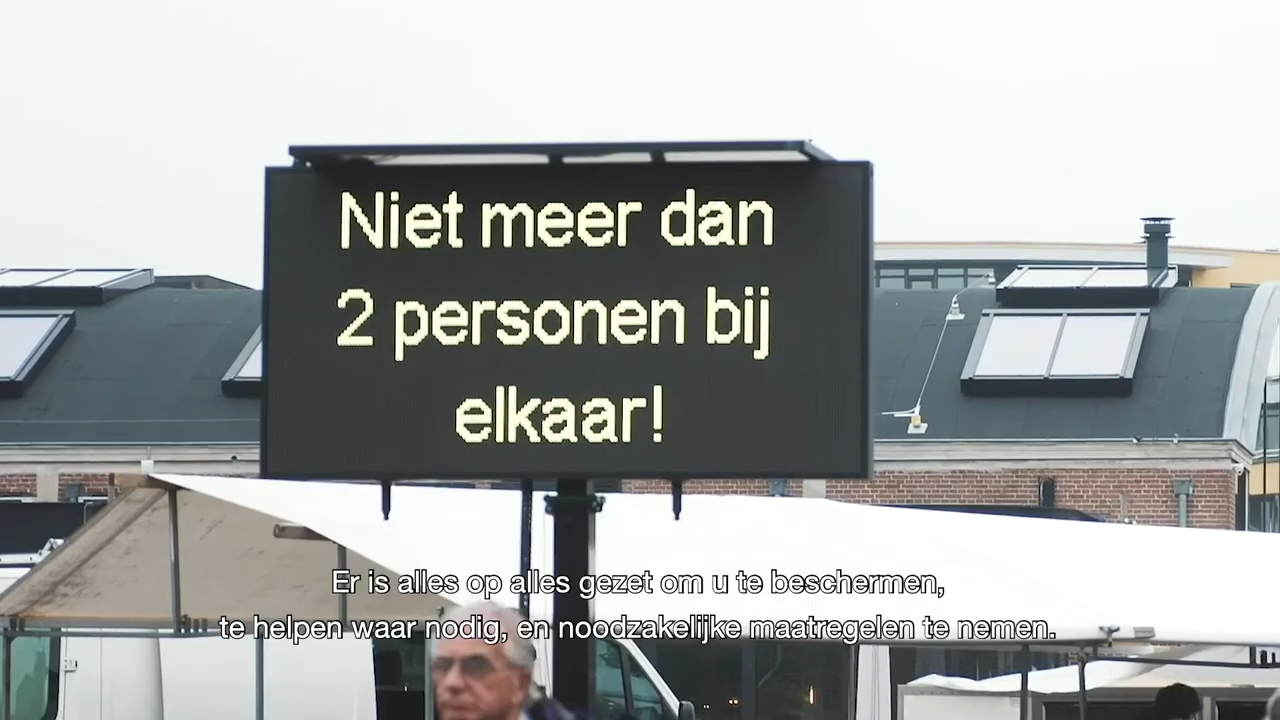 Niet meer dan
2 personen bij
elkaar!
Er is alles op alles gezet om u te beschermen,
te helpen waar nodig, en noodzakelijke maatregelen te nemen.